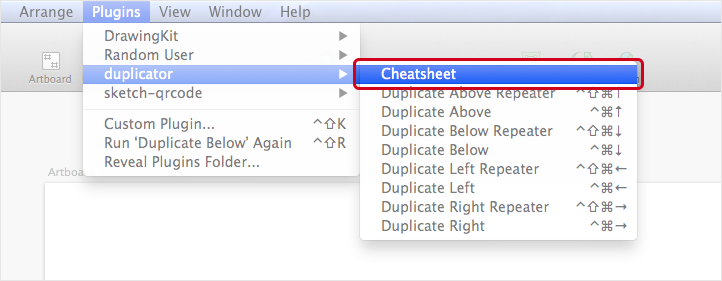 Arrange Plugins View Window Help
Artboard
DrawingKit
Random User
duplicator
sketch-qrcode
Custom Plugin... ^⇧K
Run ‘Duplicate Below’ Again ^⇧R
Reveal Plugins Folder...
Cheatsheet
Duplicate Above Repeater ^⇧⌘↑
Duplicate Above ^⌘↑
Duplicate Below Repeater ^⇧⌘↓
Duplicate Below ^⌘↓
Duplicate Left Repeater ^⇧⌘←
Duplicate Left ^⌘←
Duplicate Right Repeater ^⇧⌘→
Duplicate Right ^⌘→